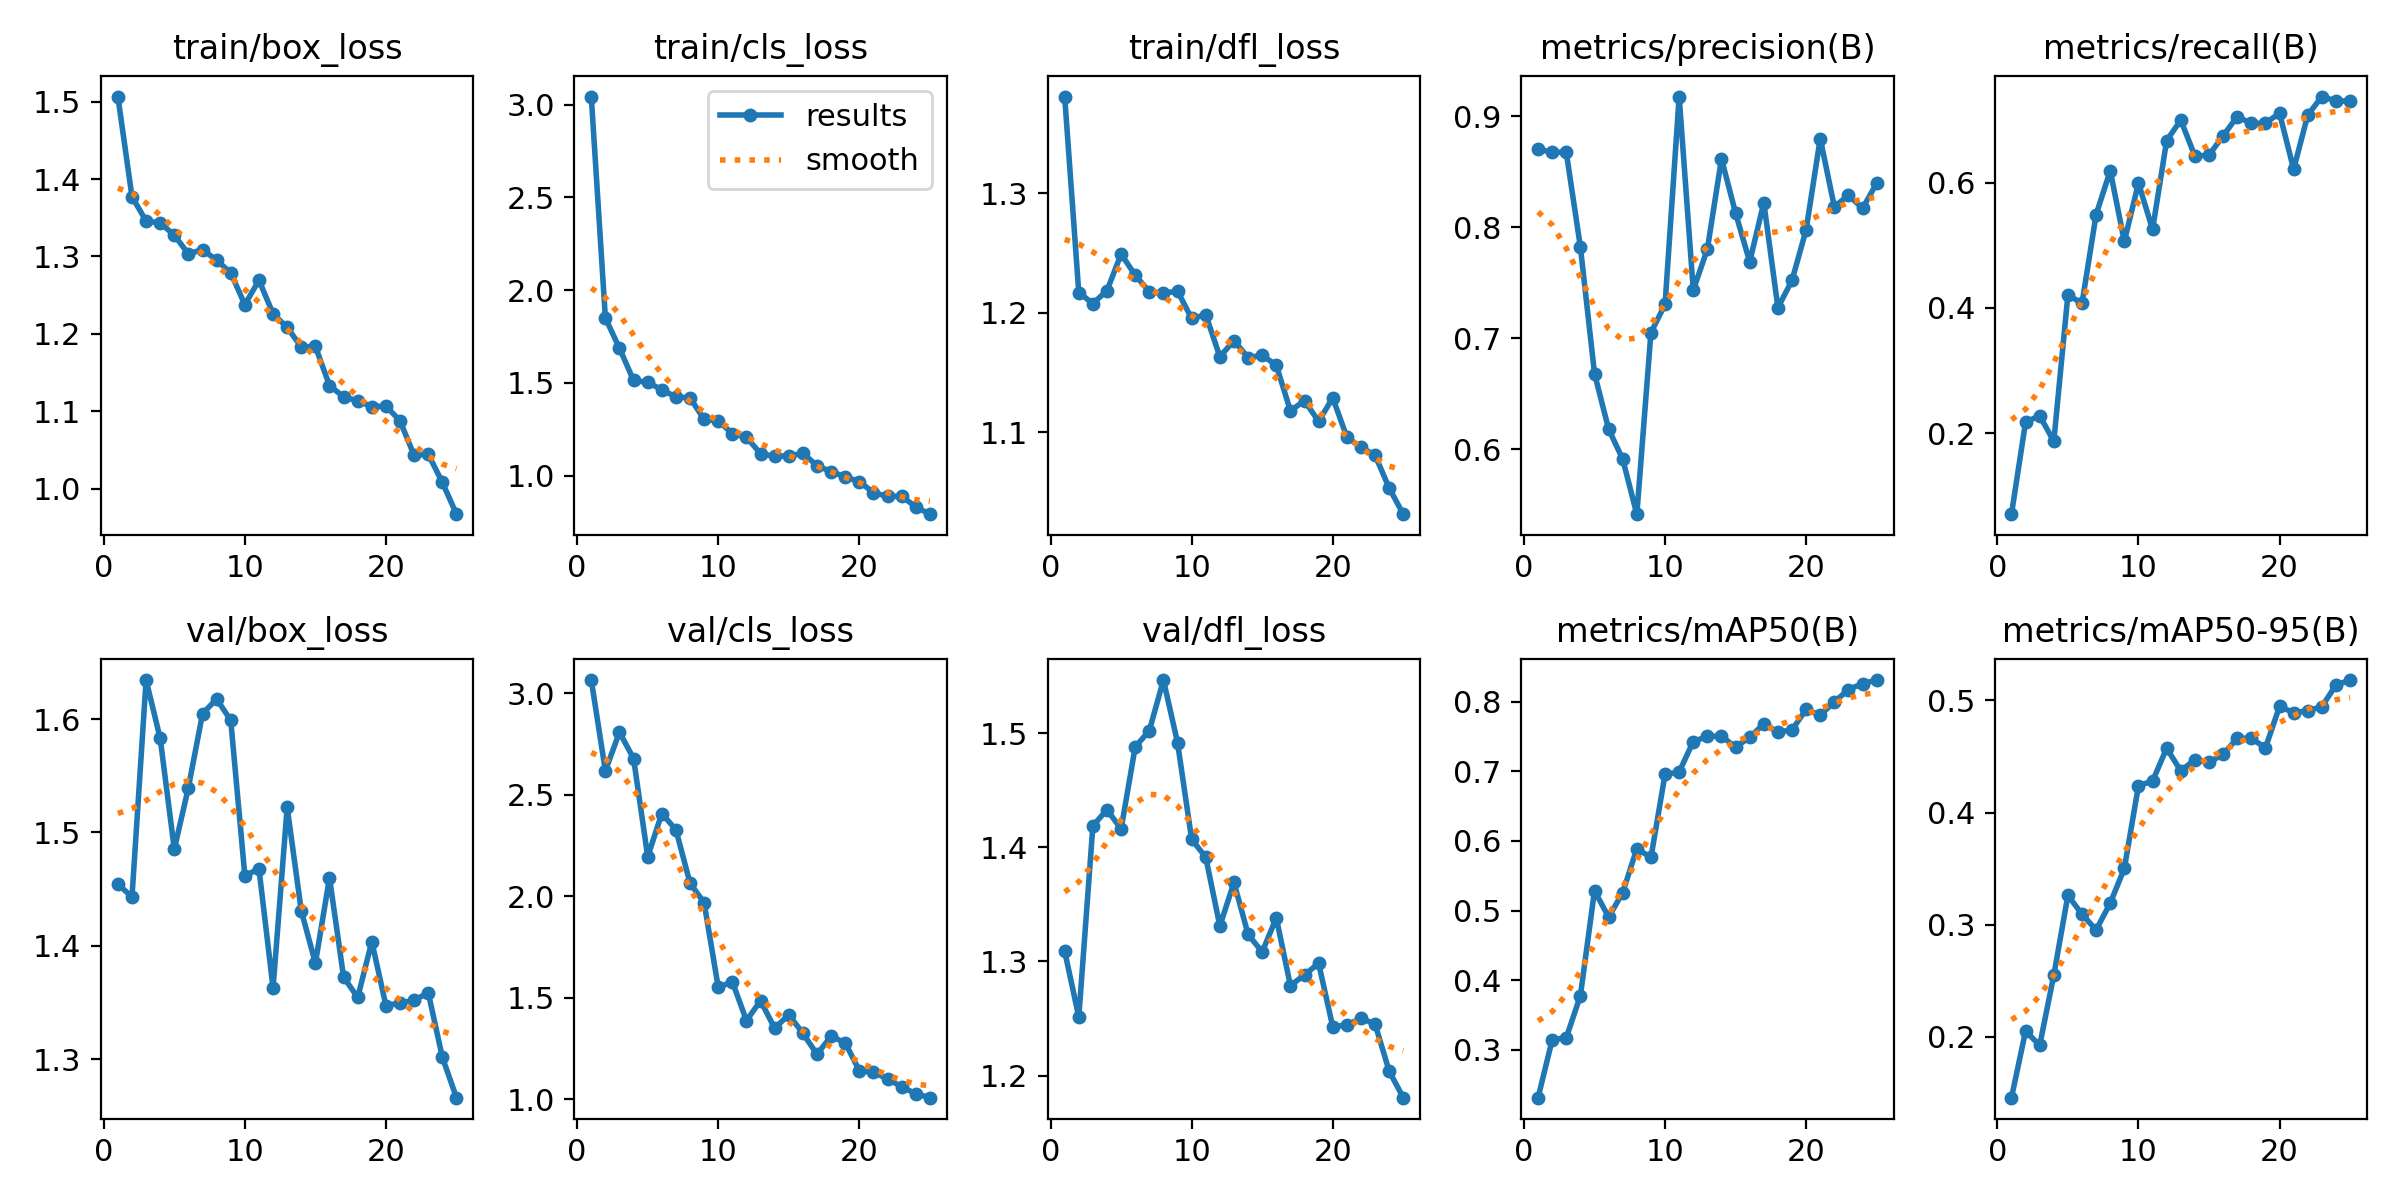 train/box_loss
1.5
1.4
1.3
1.2
1.1
1.0
0 10 20
train/cls_loss
results
smooth
3.0
2.5
2.0
1.5
1.0
0 10 20
train/dfl_loss
1.3
1.2
1.1
0 10 20
metrics/precision(B)
0.9
0.8
0.7
0.6
0 10 20
metrics/recall(B)
0.6
0.4
0.2
0 10 20
val/box_loss
1.6
1.5
1.4
1.3
0 10 20
val/cls_loss
3.0
2.5
2.0
1.5
1.0
0 10 20
val/dfl_loss
1.5
1.4
1.3
1.2
0 10 20
metrics/mAP50(B)
0.8
0.7
0.6
0.5
0.4
0.3
0 10 20
metrics/mAP50-95(B)
0.5
0.4
0.3
0.2
0 10 20